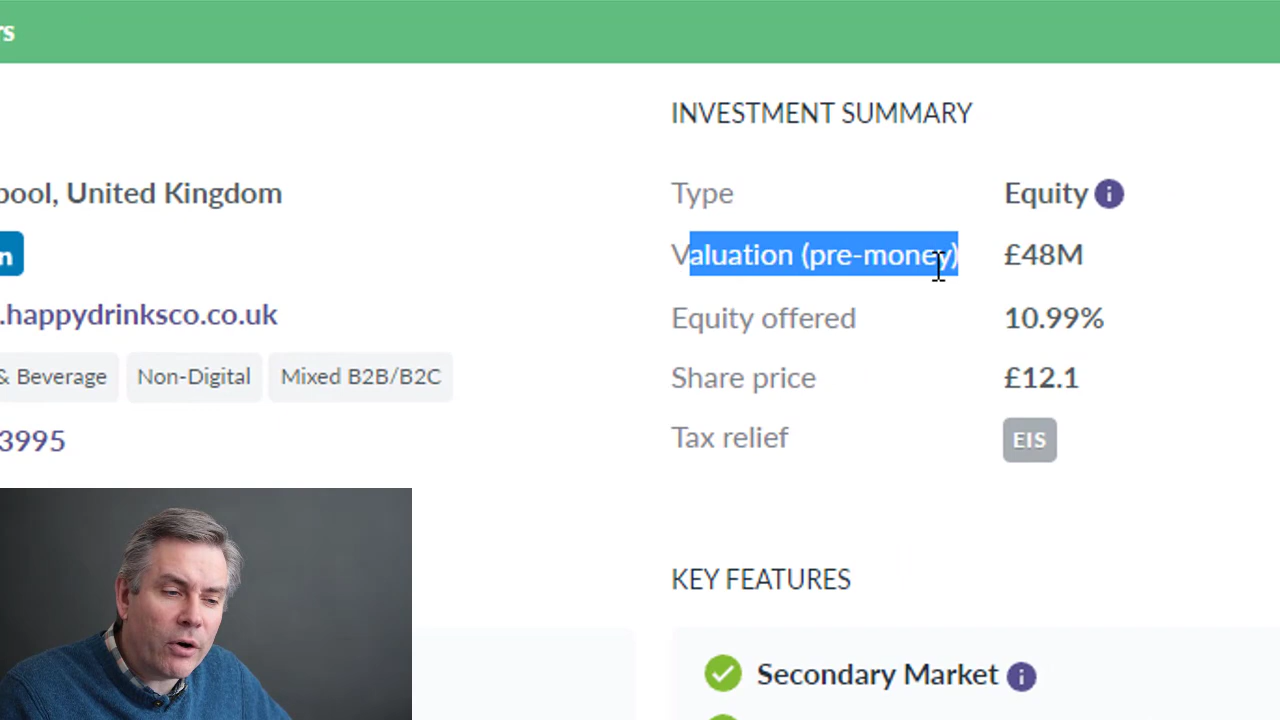 rs
INVESTMENT SUMMARY
pool, United Kingdom
Type Equity i
n
Valuation (pre-money) £48M
.happydrinksco.co.uk
Equity offered 10.99%
& Beverage Non-Digital Mixed B2B/B2C
Share price £12.1
3995
Tax relief EIS
KEY FEATURES
Secondary Market i